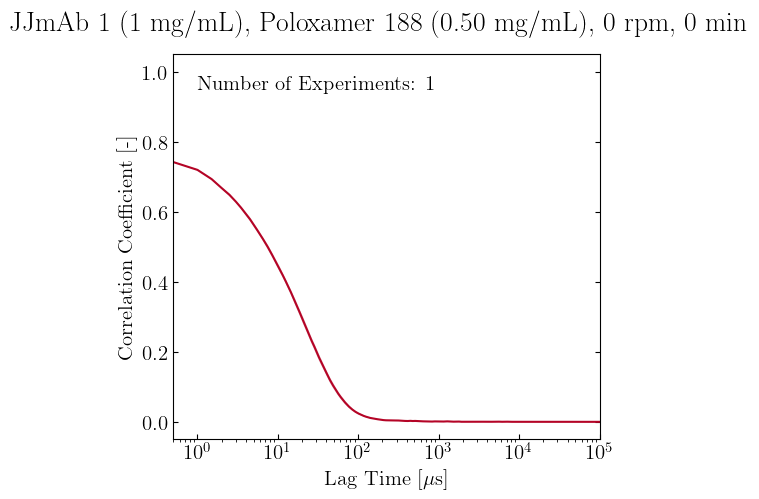 JJmAb 1 (1 mg/mL), Poloxamer 188 (0.50 mg/mL), 0 rpm, 0 min
Number of Experiments: 1
Correlation Coefficient [-]
1.0
0.8
0.6
0.4
0.2
0.0
10⁰ 10¹ 10² 10³ 10⁴ 10⁵
Lag Time [μs]